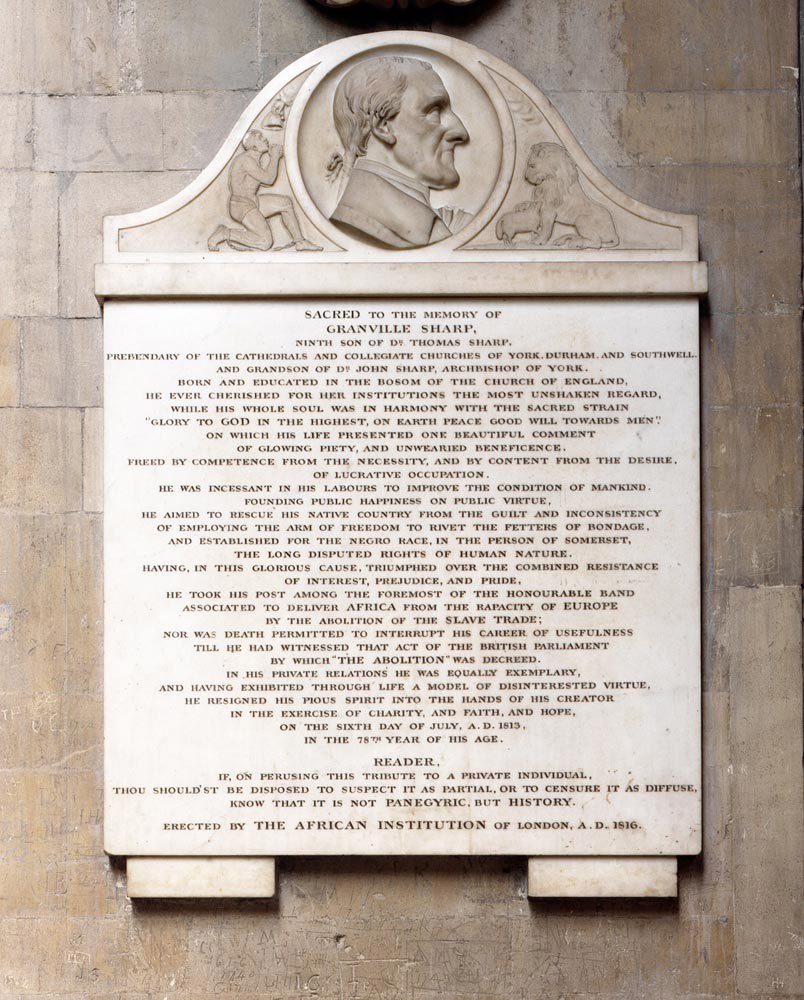 SACRED TO THE MEMORY OF
GRANVILLE SHARP,
NINTH SON OF DR. THOMAS SHARP,
PREBENDARY OF THE CATHEDRALS AND COLLEGIATE CHURCHES OF YORK, DURHAM, AND SOUTHWELL,
AND GRANDSON OF DR. JOHN SHARP, ARCHBISHOP OF YORK.
BORN AND EDUCATED IN THE BOSOM OF THE CHURCH OF ENGLAND,
HE EVER CHERISHED FOR HER INSTITUTIONS THE MOST UNSHAKEN REGARD,
WHILE HIS WHOLE SOUL WAS IN HARMONY WITH THE SACRED STRAIN
"GLORY TO GOD IN THE HIGHEST, ON EARTH PEACE GOOD WILL TOWARDS MEN",
ON WHICH HIS LIFE PRESENTED ONE BEAUTIFUL COMMENT
OF GLOWING PIETY, AND UNWEARIED BENEFICENCE.
FREED BY COMPETENCE FROM THE NECESSITY, AND BY CONTENT FROM THE DESIRE,
OF LUCRATIVE OCCUPATION.
HE WAS INCESSANT IN HIS LABOURS TO IMPROVE THE CONDITION OF MANKIND.
FOUNDING PUBLIC HAPPINESS ON PUBLIC VIRTUE,
HE AIMED TO RESCUE HIS NATIVE COUNTRY FROM THE GUILT AND INCONSISTENCY
OF EMPLOYING THE ARM OF FREEDOM TO RIVET THE FETTERS OF BONDAGE,
AND ESTABLISHED FOR THE NEGRO RACE, IN THE PERSON OF SOMERSET,
THE LONG DISPUTED RIGHTS OF HUMAN NATURE.
HAVING, IN THIS GLORIOUS CAUSE, TRIUMPHED OVER THE COMBINED RESISTANCE
OF INTEREST, PREJUDICE, AND PRIDE,
HE TOOK HIS POST AMONG THE FOREMOST OF THE HONOURABLE BAND
ASSOCIATED TO DELIVER AFRICA FROM THE RAPACITY OF EUROPE
BY THE ABOLITION OF THE SLAVE TRADE;
NOR WAS DEATH PERMITTED TO INTERRUPT HIS CAREER OF USEFULNESS
TILL HE HAD WITNESSED THAT ACT OF THE BRITISH PARLIAMENT
BY WHICH "THE ABOLITION" WAS DECREED.
IN HIS PRIVATE RELATIONS HE WAS EQUALLY EXEMPLARY,
AND HAVING EXHIBITED THROUGH LIFE A MODEL OF DISINTERESTED VIRTUE,
HE RESIGNED HIS PIOUS SPIRIT INTO THE HANDS OF HIS CREATOR
IN THE EXERCISE OF CHARITY, AND FAITH, AND HOPE,
ON THE SIXTH DAY OF JULY, A.D. 1813,
IN THE 78TH YEAR OF HIS AGE.
READER,
IF, ON PERUSING THIS TRIBUTE TO A PRIVATE INDIVIDUAL,
THOU SHOULD'ST BE DISPOSED TO SUSPECT IT AS PARTIAL, OR TO CENSURE IT AS DIFFUSE,
KNOW THAT IT IS NOT PANEGYRIC, BUT HISTORY.
ERECTED BY THE AFRICAN INSTITUTION OF LONDON, A.D. 1816.